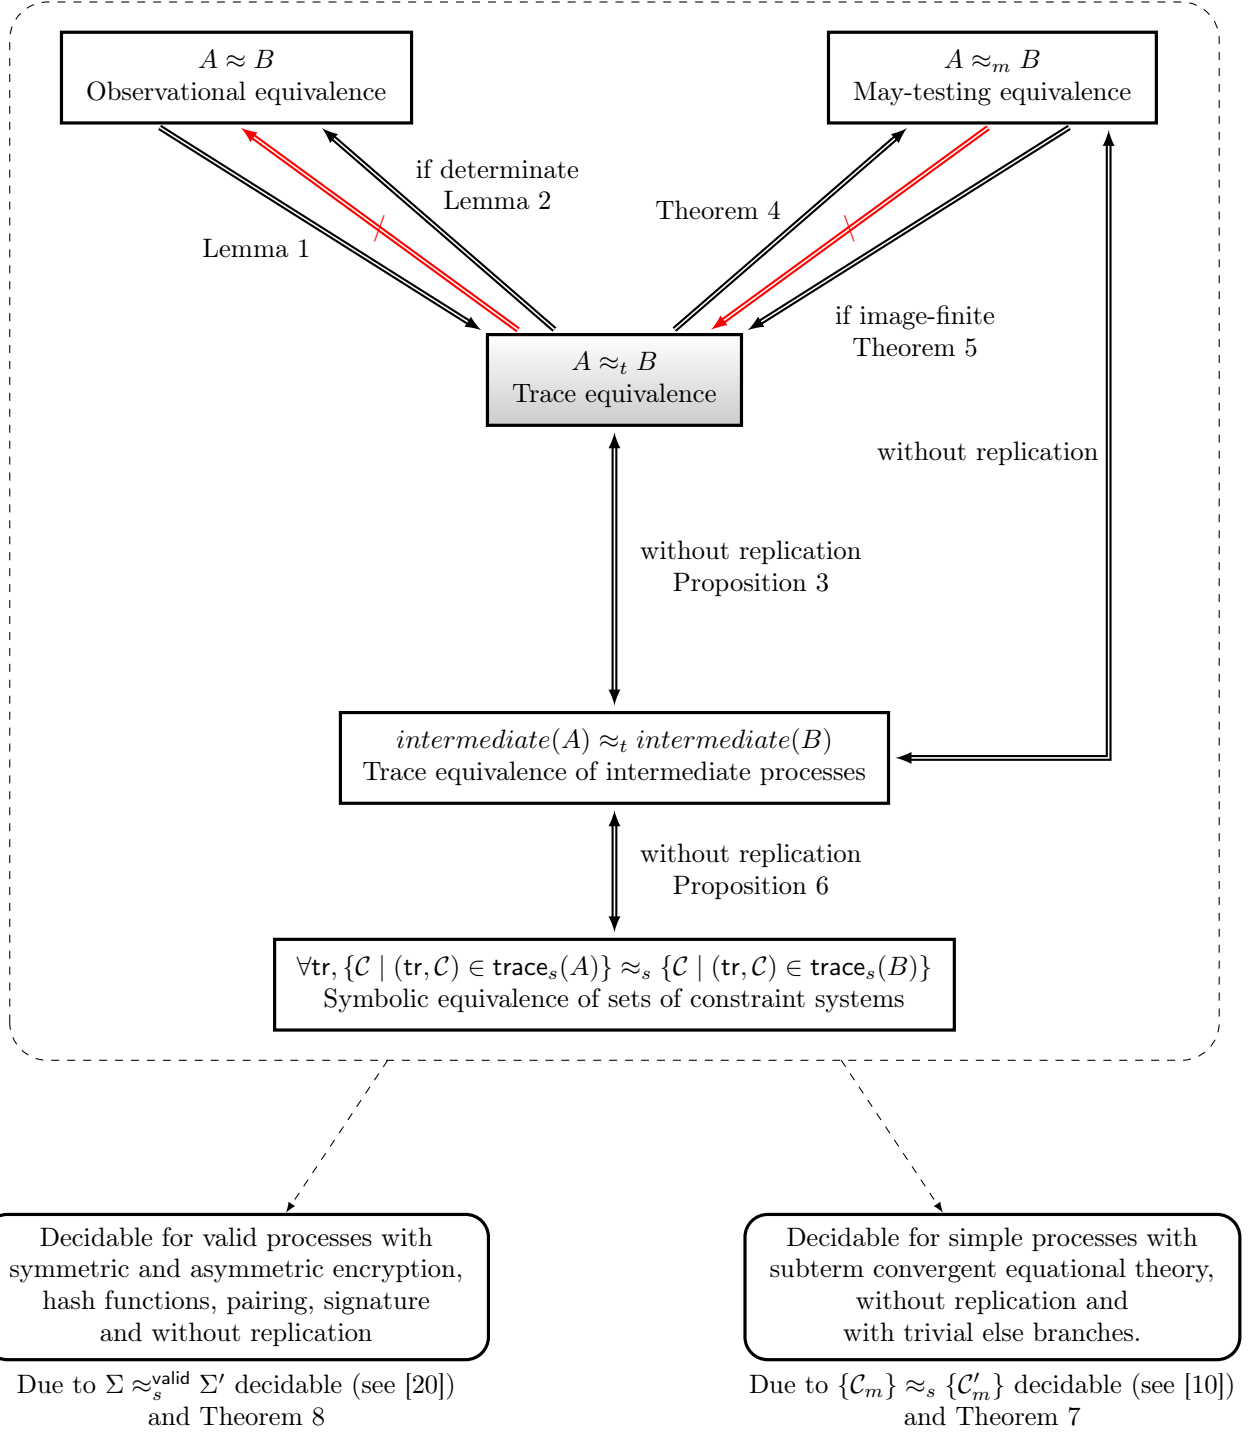 A ≈ B
Observational equivalence
A ≈ₘ B
May-testing equivalence
if determinate
Lemma 2
Theorem 4
Lemma 1
if image-finite
Theorem 5
A ≈ₜ B
Trace equivalence
without replication
without replication
Proposition 3
intermediate(A) ≈ₜ intermediate(B)
Trace equivalence of intermediate processes
without replication
Proposition 6
∀tr, {𝒞 | (tr, 𝒞) ∈ traceₛ(A)} ≈ₛ {𝒞 | (tr, 𝒞) ∈ traceₛ(B)}
Symbolic equivalence of sets of constraint systems
Decidable for valid processes with
symmetric and asymmetric encryption,
hash functions, pairing, signature
and without replication
Due to Σ ≈ₛ^valid Σ′ decidable (see [20])
and Theorem 8
Decidable for simple processes with
subterm convergent equational theory,
without replication and
with trivial else branches.
Due to {𝒞ₘ} ≈ₛ {𝒞′ₘ} decidable (see [10])
and Theorem 7